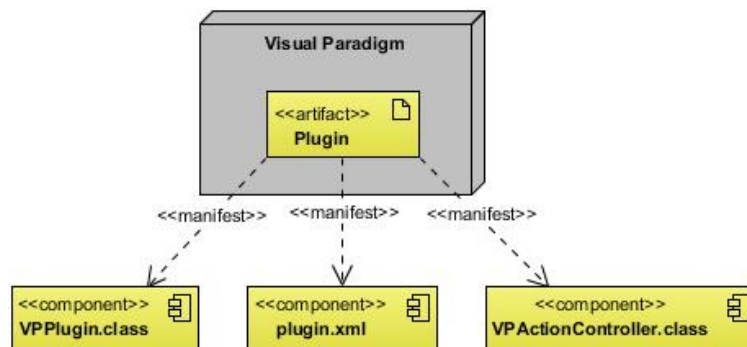 Visual Paradigm
<<artifact>>
Plugin
<<manifest>>
<<manifest>>
<<manifest>>
<<component>>
VPPlugin.class
<<component>>
plugin.xml
<<component>>
VPActionController.class